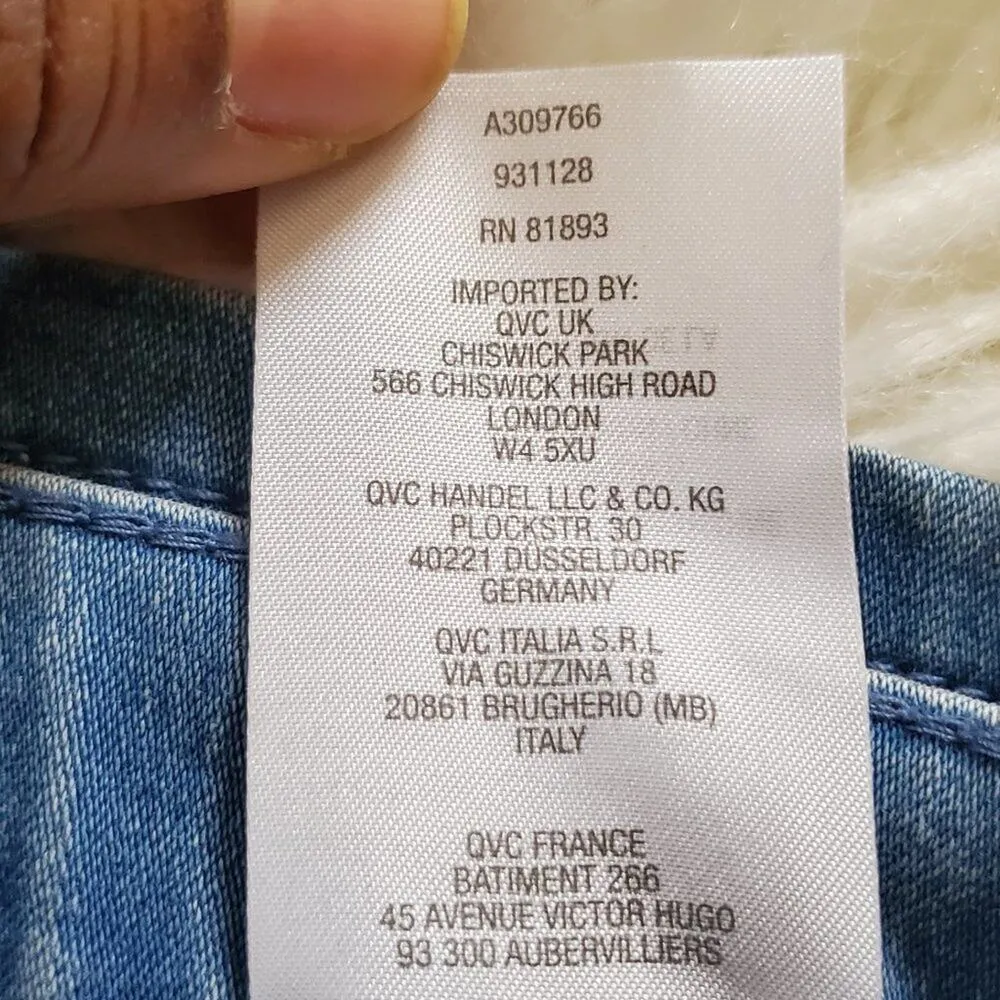 A309766
931128
RN 81893
IMPORTED BY:
QVC UK
CHISWICK PARK
566 CHISWICK HIGH ROAD
LONDON
W4 5XU
QVC HANDEL LLC & CO. KG
PLOCKSTR. 30
40221 DUSSELDORF
GERMANY
QVC ITALIA S.R.L
VIA GUZZINA 18
20861 BRUGHERIO (MB)
ITALY
QVC FRANCE
BATIMENT 266
45 AVENUE VICTOR HUGO
93 300 AUBERVILLIERS